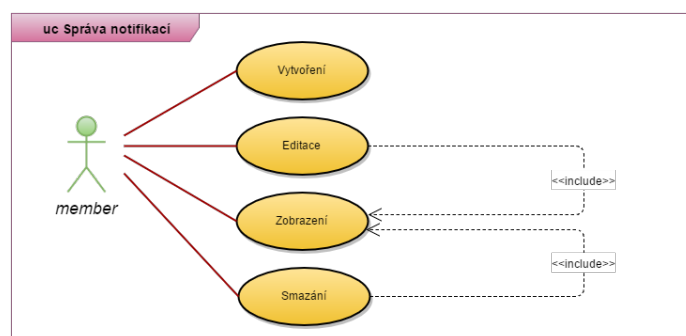 uc Správa notifikací
Vytvoření
Editace
<<include>>
Zobrazení
member
<<include>>
Smazání